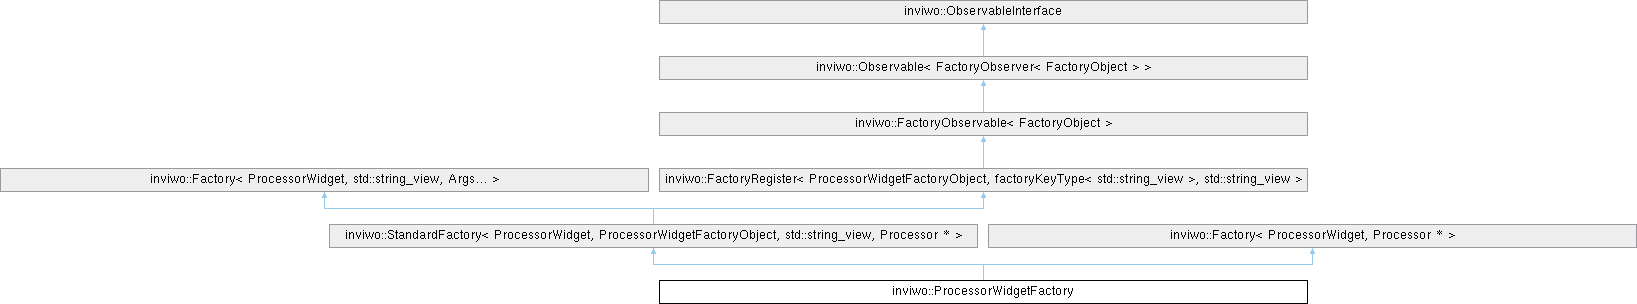 inviwo::ObservableInterface
inviwo::Observable< FactoryObserver< FactoryObject > >
inviwo::FactoryObservable< FactoryObject >
inviwo::Factory< ProcessorWidget, std::string_view, Args... >
inviwo::FactoryRegister< ProcessorWidgetFactoryObject, factoryKeyType< std::string_view >, std::string_view >
inviwo::StandardFactory< ProcessorWidget, ProcessorWidgetFactoryObject, std::string_view, Processor * >
inviwo::Factory< ProcessorWidget, Processor * >
inviwo::ProcessorWidgetFactory